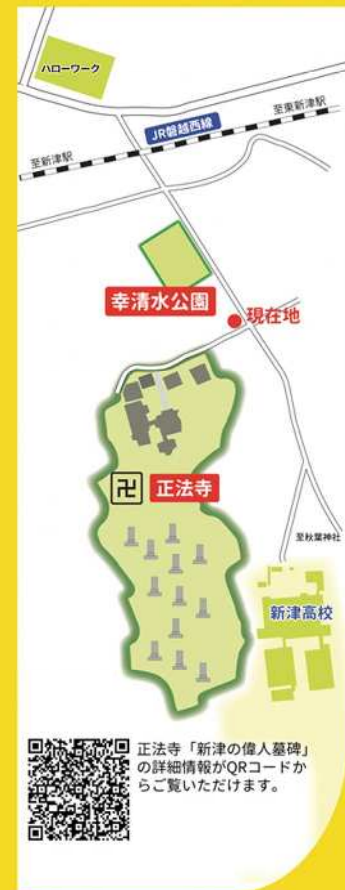 ハローワーク
至東新津駅
JR磐越西線
至新津駅
幸清水公園
現在地
卍
正法寺
至秋葉神社
新津高校
正法寺「新津の偉人墓碑」
の詳細情報がQRコードか
らご覧いただけます。